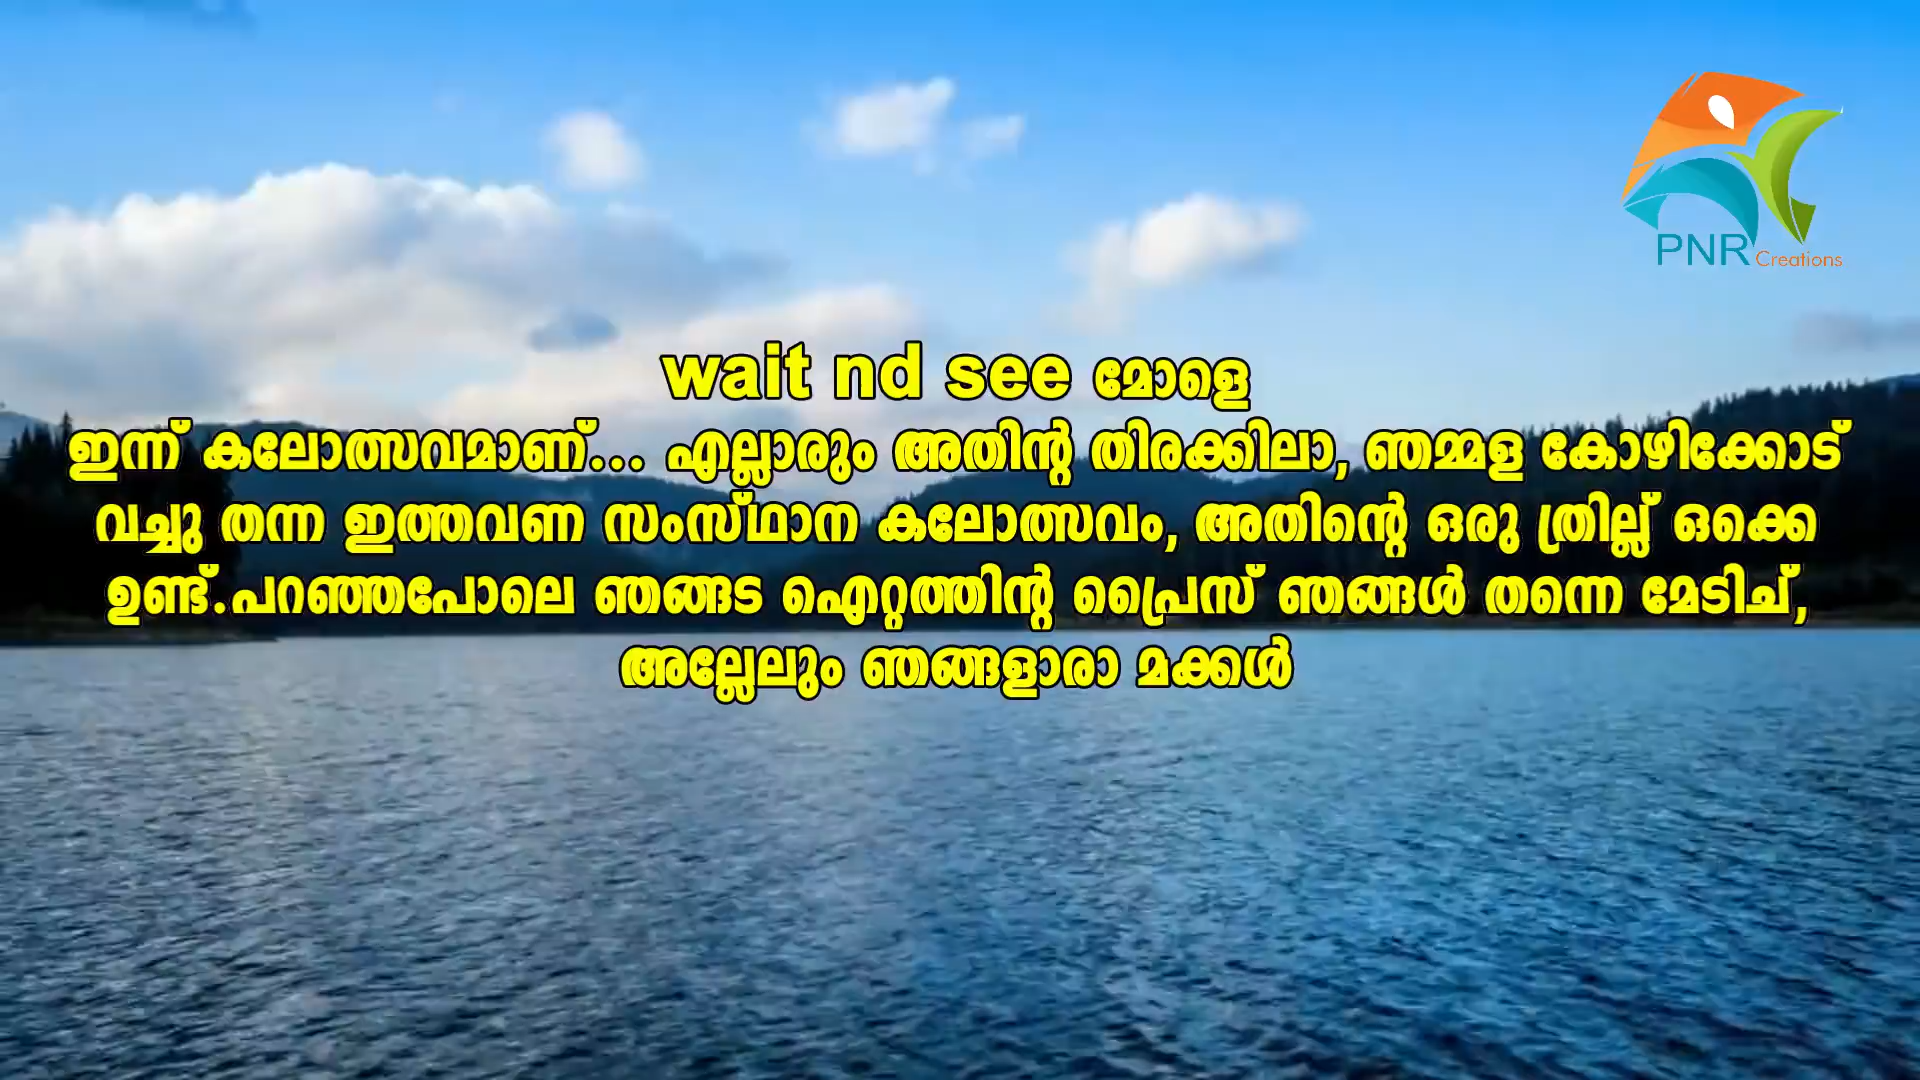 PNR Creations
wait nd see മോളെ
ഇന്ന് കലോത്സവമാണ്... എല്ലാരും അതിന്റ തിരക്കിലാ, ഞമ്മള കോഴിക്കോട്
വച്ചു തന്ന ഇത്തവണ സംസ്ഥാന കലോത്സവം, അതിന്റെ ഒരു ത്രില്ല് ഒക്കെ
ഉണ്ട്.പറഞ്ഞപോലെ ഞങ്ങട ഐറ്റത്തിന്റ പ്രൈസ് ഞങ്ങൾ തന്നെ മേടിച്,
അല്ലേലും ഞങ്ങളാരാ മക്കൾ